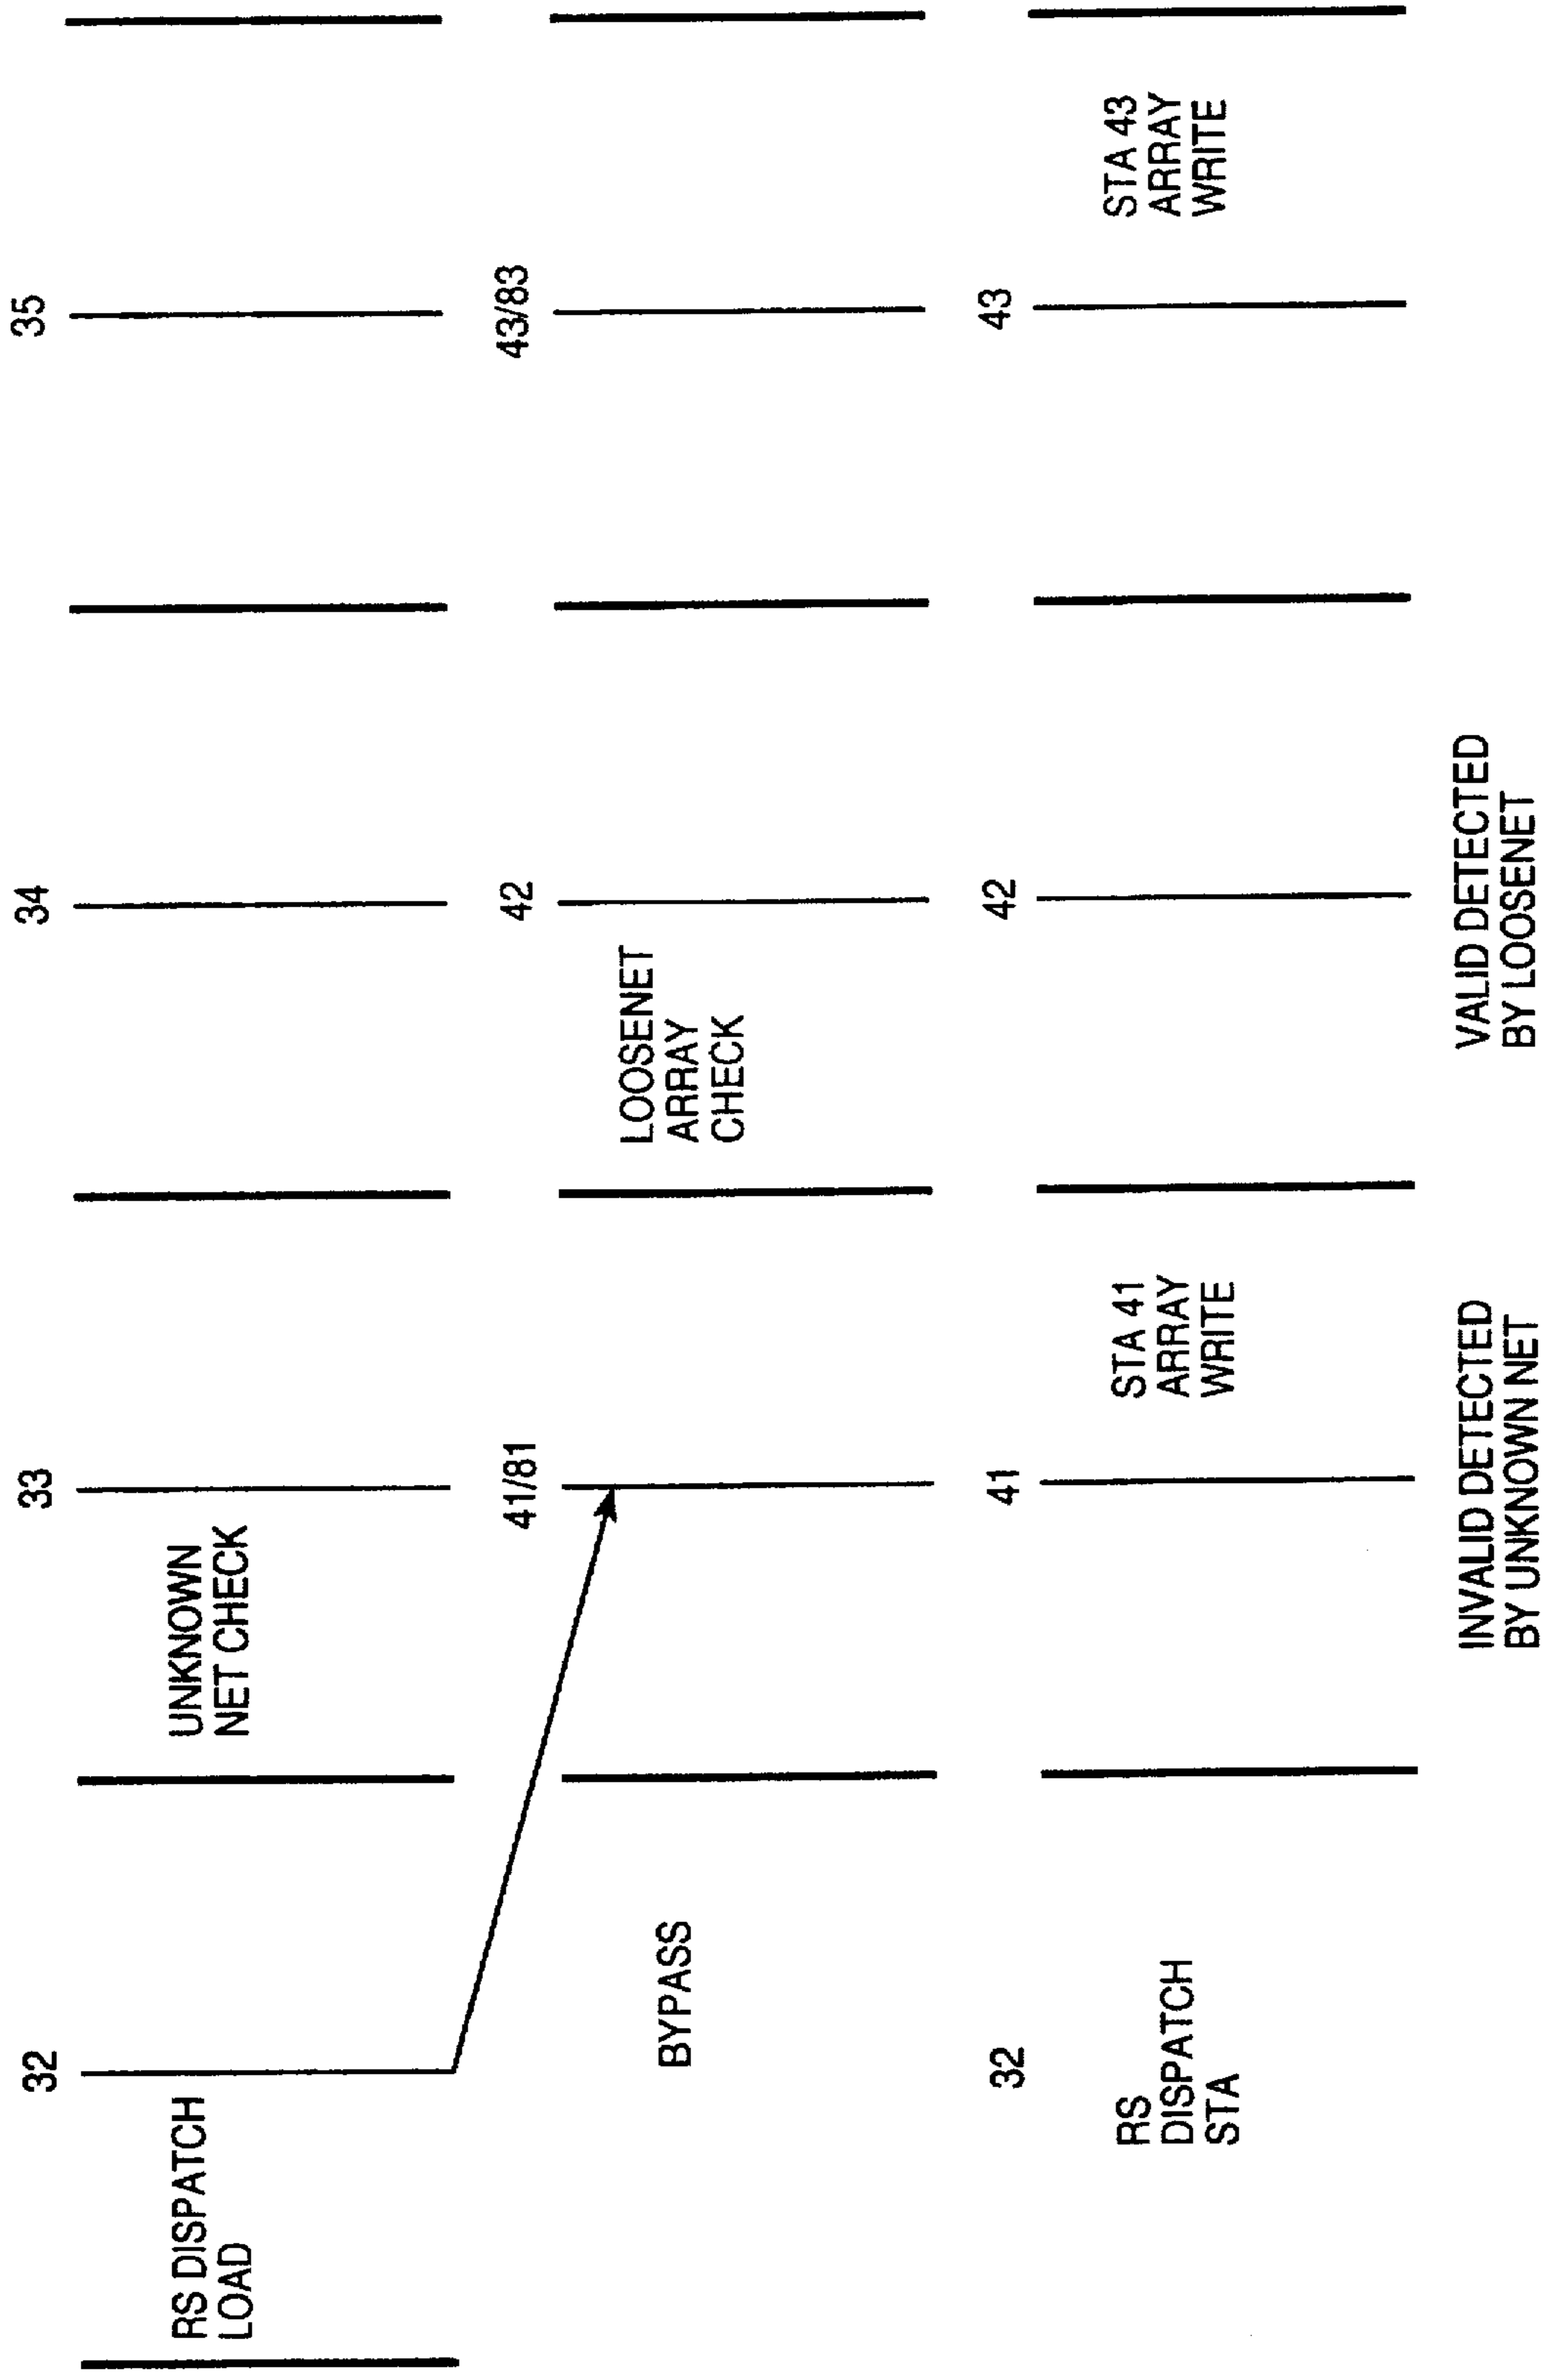 32
33
34
35
RS DISPATCH
LOAD
UNKNOWN
NET CHECK
41/81
42
43/83
BYPASS
LOOSENET
ARRAY
CHECK
32
41
42
43
RS
DISPATCH
STA
STA 41
ARRAY
WRITE
STA 43
ARRAY
WRITE
INVALID DETECTED
BY UNKNOWN NET
VALID DETECTED
BY LOOSENET